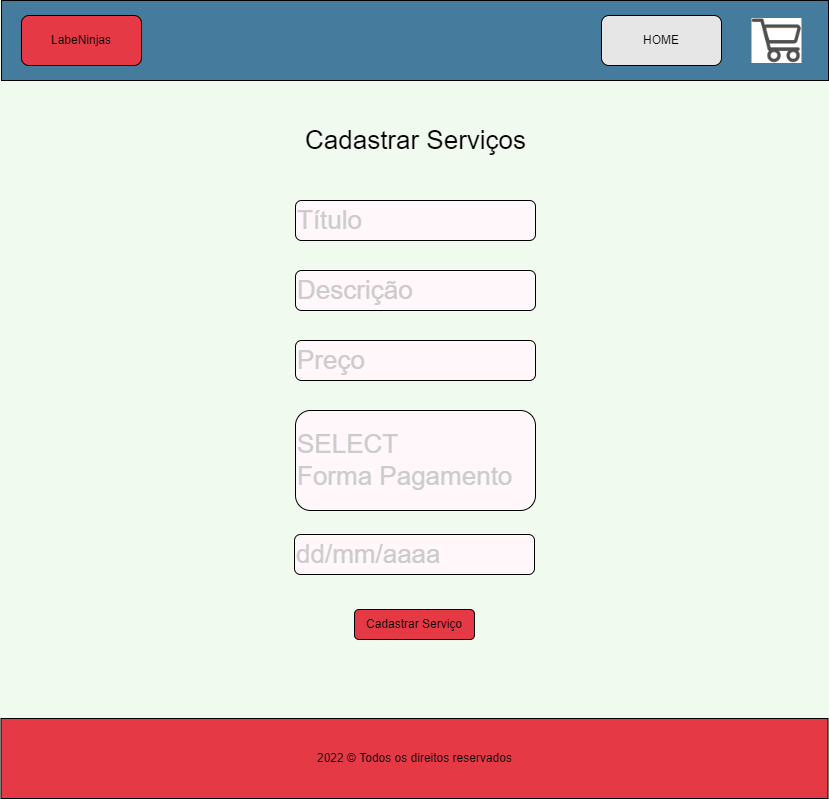 LabeNinjas
HOME
Cadastrar Serviços
Título
Descrição
Preço
SELECT
Forma Pagamento
dd/mm/aaaa
Cadastrar Serviço
2022 © Todos os direitos reservados